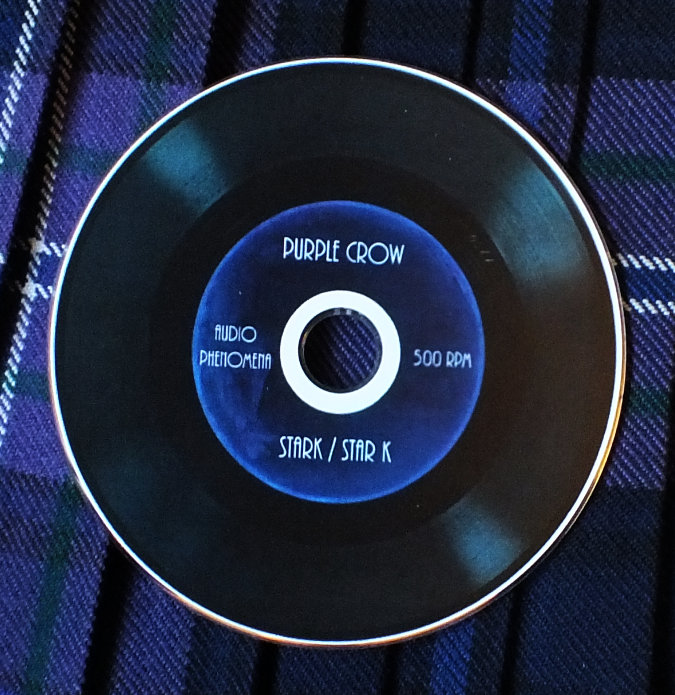 PURPLE CROW
AUDIO
PHENOMENA
500 RPM
STARK / STAR K